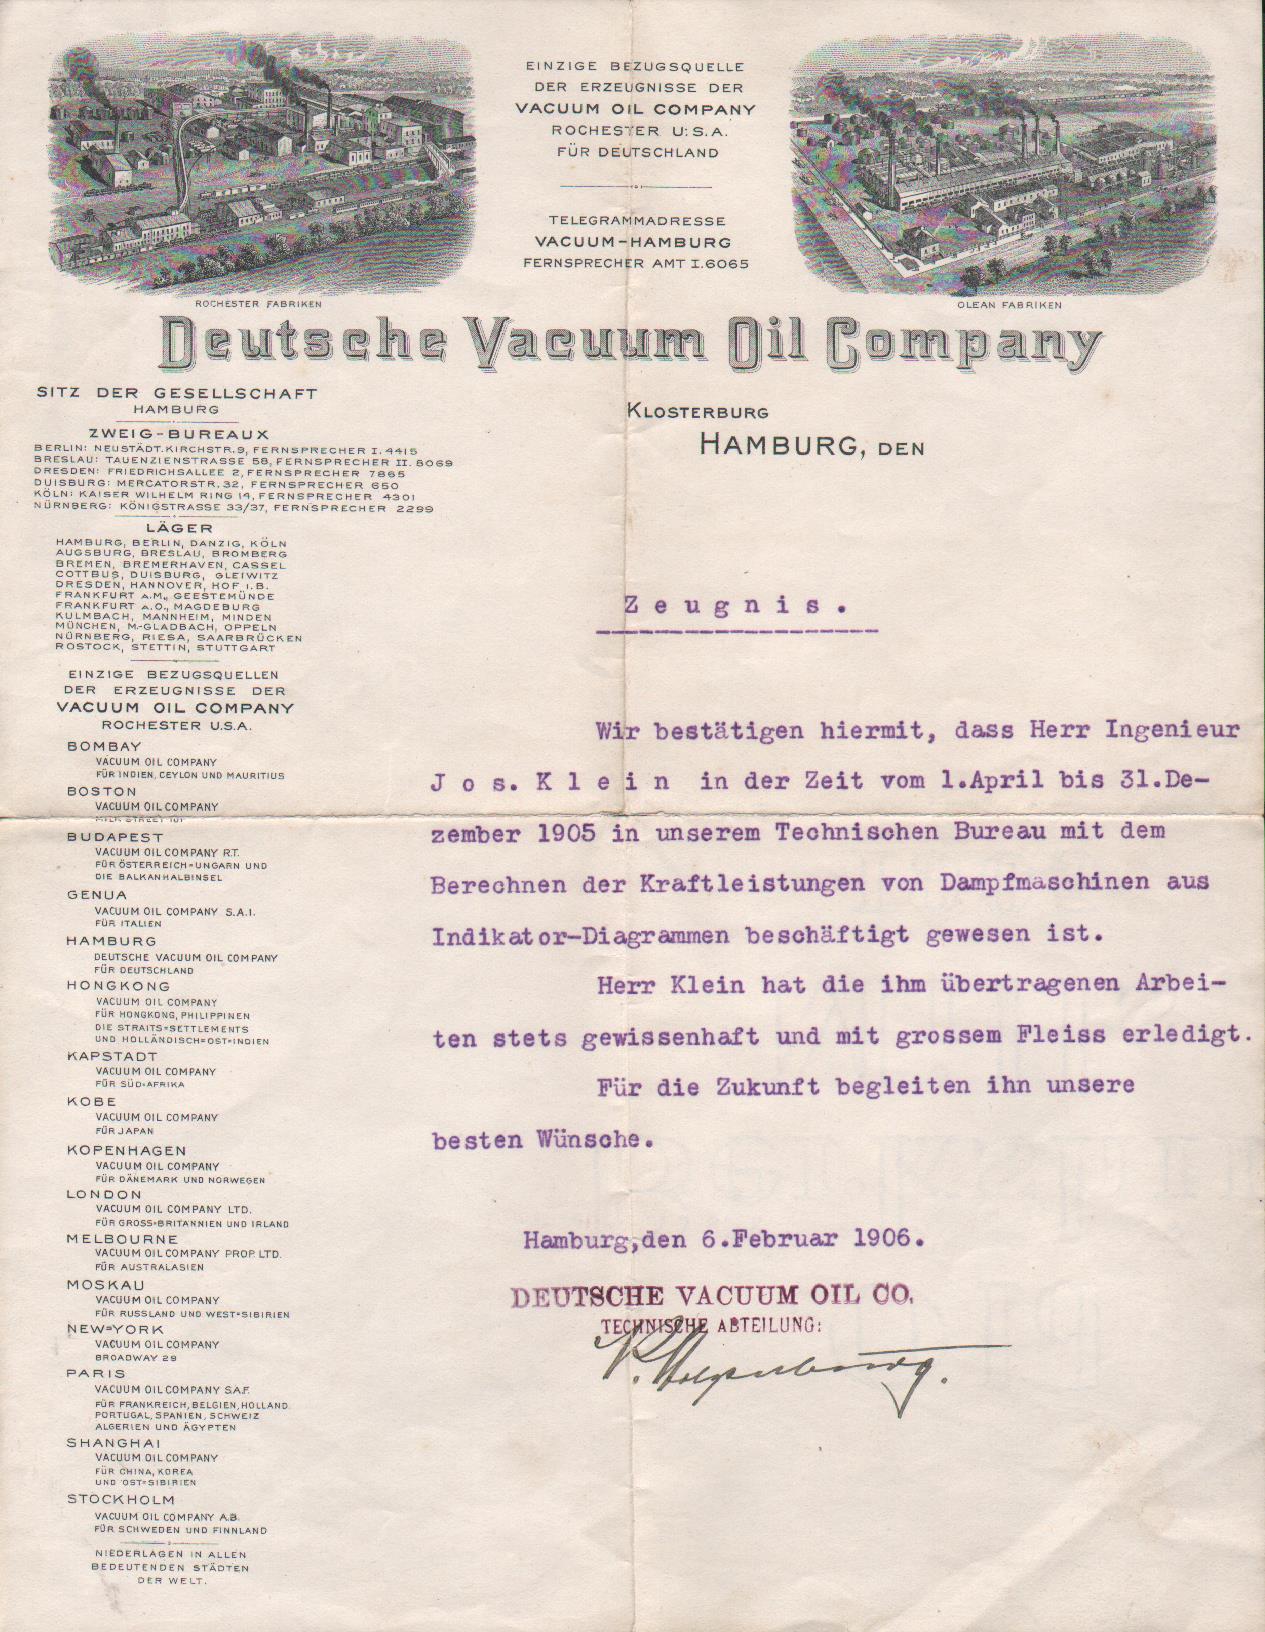 EINZIGE BEZUGSQUELLE
DER ERZEUGNISSE DER
VACUUM OIL COMPANY
ROCHESTER U.S.A.
FÜR DEUTSCHLAND
TELEGRAMMADRESSE
VACUUM-HAMBURG
FERNSPRECHER AMT I.6065
ROCHESTER FABRIKEN
OLEAN FABRIKEN
Deutsche Vacuum Oil Company
SITZ DER GESELLSCHAFT
HAMBURG
ZWEIG-BUREAUX
BERLIN: NEUSTÄDT.KIRCHSTR.9, FERNSPRECHER I.4415
BRESLAU: TAUENZIENSTRASSE 58, FERNSPRECHER II.8069
DRESDEN: FRIEDRICHSALLEE 2, FERNSPRECHER 7865
DUISBURG: MERCATORSTR.32, FERNSPRECHER 650
KÖLN: KAISER WILHELM RING 14, FERNSPRECHER 4301
NÜRNBERG: KÖNIGSTRASSE 33/37, FERNSPRECHER 2299
LÄGER
HAMBURG, BERLIN, DANZIG, KÖLN
AUGSBURG, BRESLAU, BROMBERG
BREMEN, BREMERHAVEN, CASSEL
COTTBUS, DUISBURG, GLEIWITZ
DRESDEN, HANNOVER, HOF I.B.
FRANKFURT A.M., GEESTEMÜNDE
FRANKFURT A.O., MAGDEBURG
KULMBACH, MANNHEIM, MINDEN
MÜNCHEN, M.-GLADBACH, OPPELN
NÜRNBERG, RIESA, SAARBRÜCKEN
ROSTOCK, STETTIN, STUTTGART
EINZIGE BEZUGSQUELLEN
DER ERZEUGNISSE DER
VACUUM OIL COMPANY
ROCHESTER U.S.A.
BOMBAY
VACUUM OIL COMPANY
FÜR INDIEN, CEYLON UND MAURITIUS
BOSTON
VACUUM OIL COMPANY
MILK STREET
BUDAPEST
VACUUM OIL COMPANY R.T.
FÜR ÖSTERREICH=UNGARN UND
DIE BALKANHALBINSEL
GENUA
VACUUM OIL COMPANY S.A.I.
FÜR ITALIEN
HAMBURG
DEUTSCHE VACUUM OIL COMPANY
FÜR DEUTSCHLAND
HONGKONG
VACUUM OIL COMPANY
FÜR HONGKONG, PHILIPPINEN
DIE STRAITS=SETTLEMENTS
UND HOLLÄNDISCH=OST=INDIEN
KAPSTADT
VACUUM OIL COMPANY
FÜR SÜD=AFRIKA
KOBE
VACUUM OIL COMPANY
FÜR JAPAN
KOPENHAGEN
VACUUM OIL COMPANY
FÜR DÄNEMARK UND NORWEGEN
LONDON
VACUUM OIL COMPANY LTD.
FÜR GROSS=BRITANNIEN UND IRLAND
MELBOURNE
VACUUM OIL COMPANY PROP. LTD.
FÜR AUSTRALASIEN
MOSKAU
VACUUM OIL COMPANY
FÜR RUSSLAND UND WEST=SIBIRIEN
NEW=YORK
VACUUM OIL COMPANY
BROADWAY 29
PARIS
VACUUM OIL COMPANY S.A.F.
FÜR FRANKREICH, BELGIEN, HOLLAND
PORTUGAL, SPANIEN, SCHWEIZ
ALGERIEN UND ÄGYPTEN
SHANGHAI
VACUUM OIL COMPANY
FÜR CHINA, KOREA
UND OST=SIBIRIEN
STOCKHOLM
VACUUM OIL COMPANY A.B.
FÜR SCHWEDEN UND FINNLAND
NIEDERLAGEN IN ALLEN
BEDEUTENDEN STÄDTEN
DER WELT.
KLOSTERBURG
HAMBURG, DEN
Zeugnis.
Wir bestätigen hiermit, dass Herr Ingenieur
Jos. Klein in der Zeit vom 1.April bis 31.De-
zember 1905 in unserem Technischen Bureau mit dem
Berechnen der Kraftleistungen von Dampfmaschinen aus
Indikator-Diagrammen beschäftigt gewesen ist.
Herr Klein hat die ihm übertragenen Arbei-
ten stets gewissenhaft und mit grossem Fleiss erledigt.
Für die Zukunft begleiten ihn unsere
besten Wünsche.
Hamburg,den 6.Februar 1906.
DEUTSCHE VACUUM OIL CO.
TECHNISCHE ABTEILUNG: